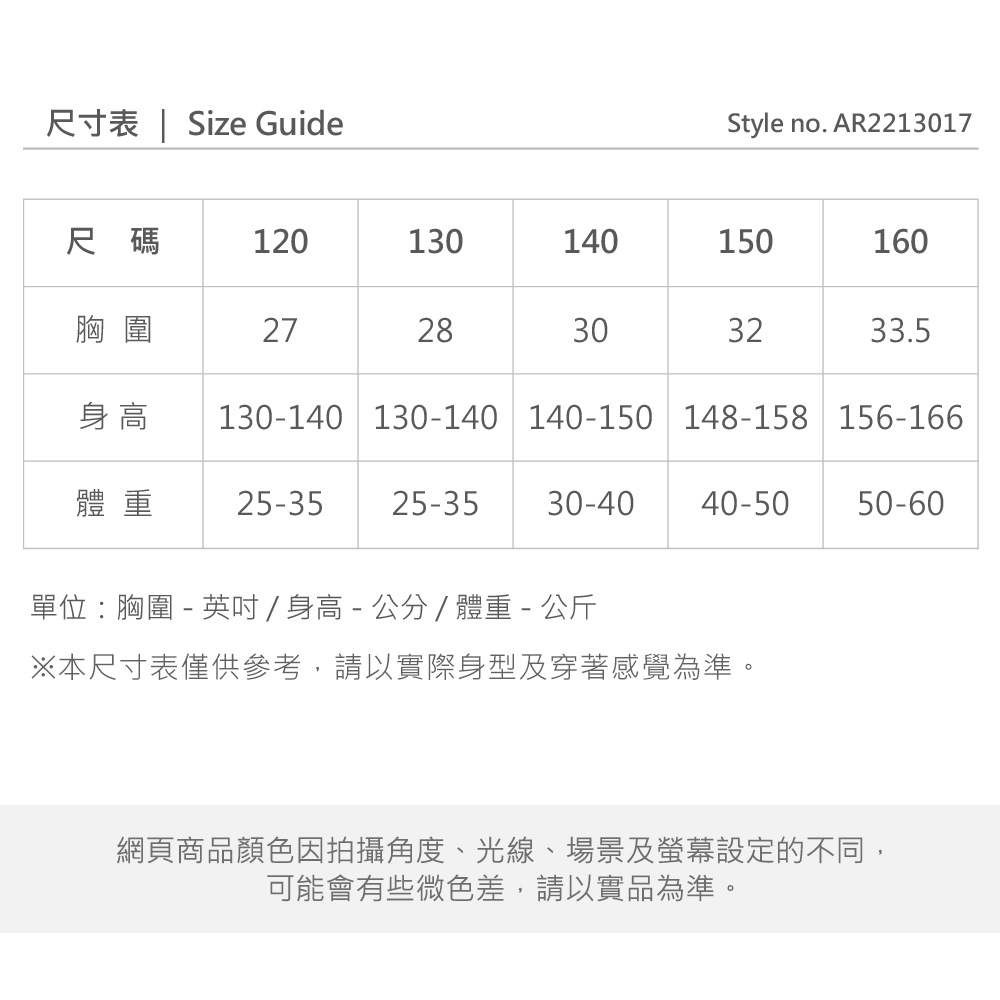 尺寸表 | Size Guide Style no. AR2213017
尺 碼 120 130 140 150 160
胸 圍 27 28 30 32 33.5
身高 130-140 130-140 140-150 148-158 156-166
體 重 25-35 25-35 30-40 40-50 50-60
單位：胸圍 - 英吋 / 身高 - 公分 / 體重 - 公斤
※本尺寸表僅供參考，請以實際身型及穿著感覺為準。
網頁商品顏色因拍攝角度、光線、場景及螢幕設定的不同，
可能會有些微色差，請以實品為準。